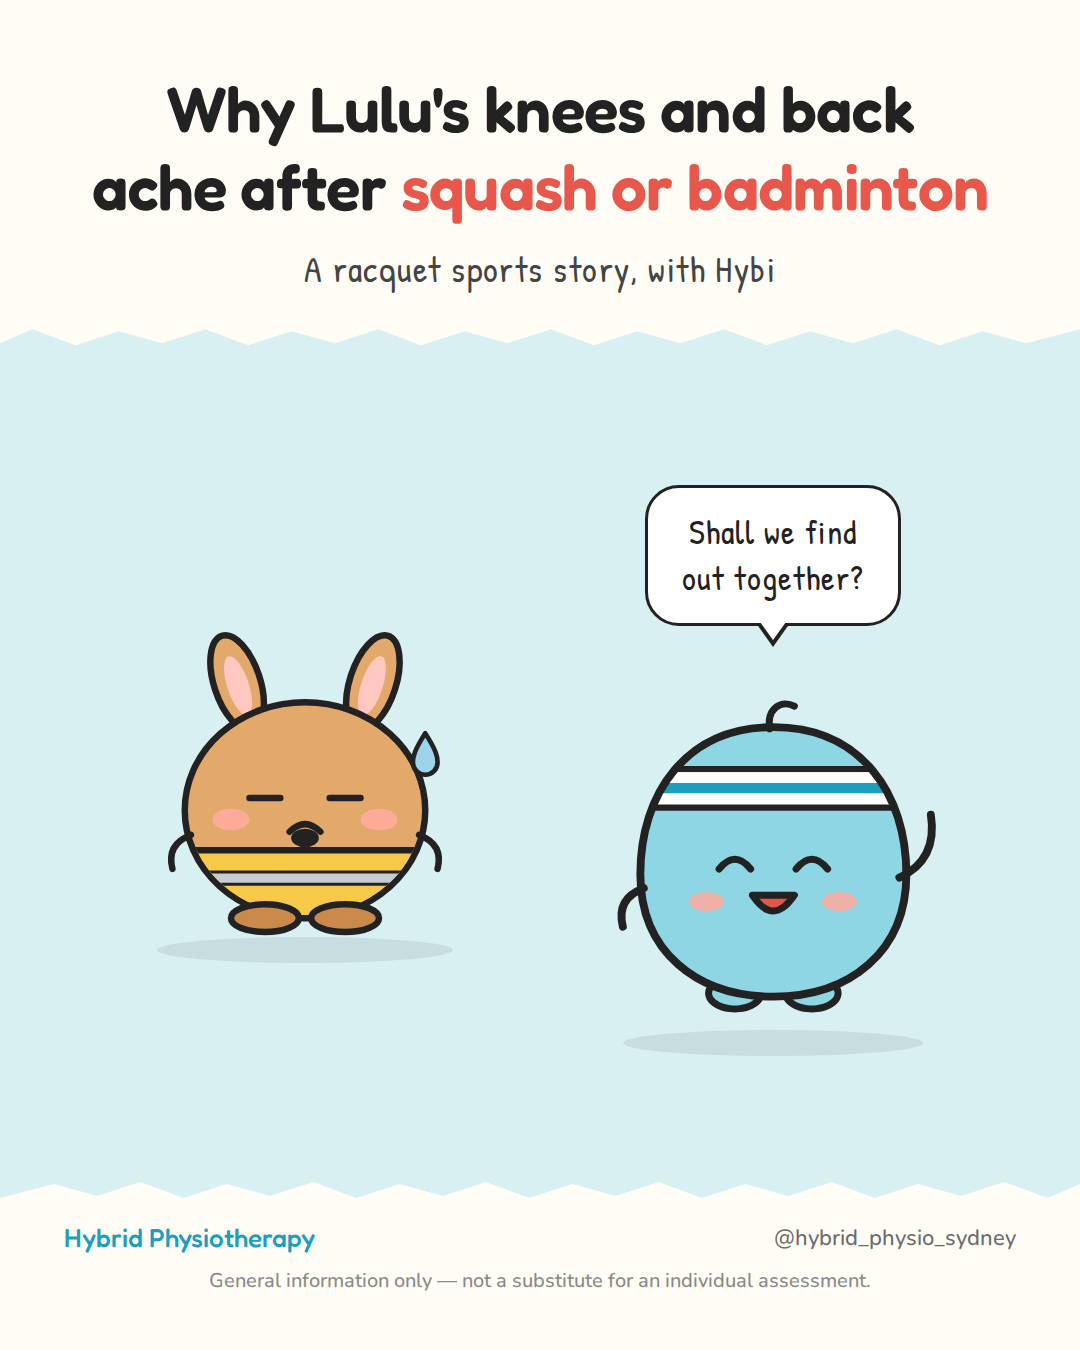 Why Lulu's knees and back
ache after squash or badminton
A racquet sports story, with Hybi
Shall we find
out together?
Hybrid Physiotherapy
@hybrid_physio_sydney
General information only — not a substitute for an individual assessment.